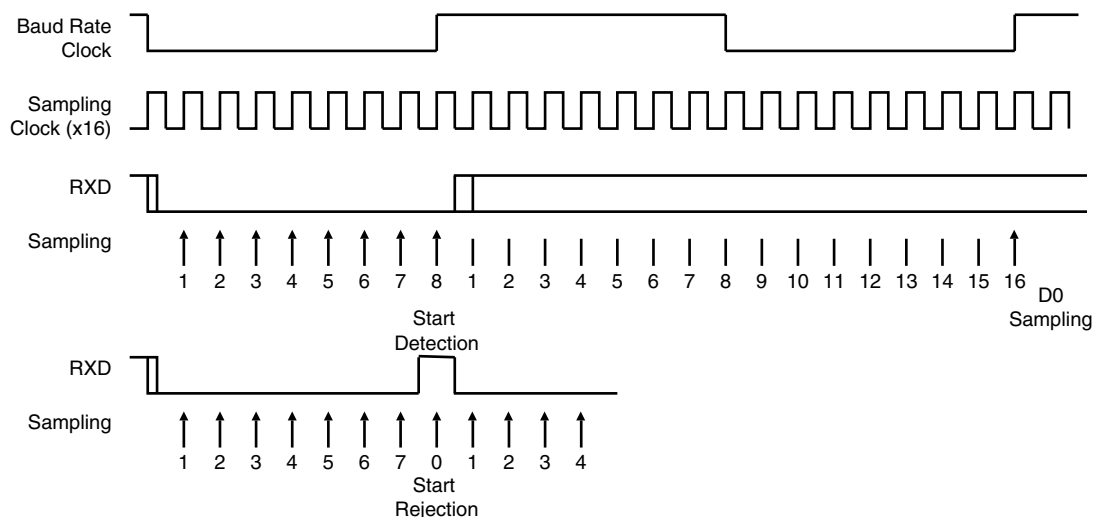 Baud Rate
Clock
Sampling
Clock (x16)
RXD
Sampling
1 2 3 4 5 6 7 8 1 2 3 4 5 6 7 8 9 10 11 12 13 14 15 16
D0
Sampling
Start
Detection
RXD
Sampling
1 2 3 4 5 6 7 0 1 2 3 4
Start
Rejection